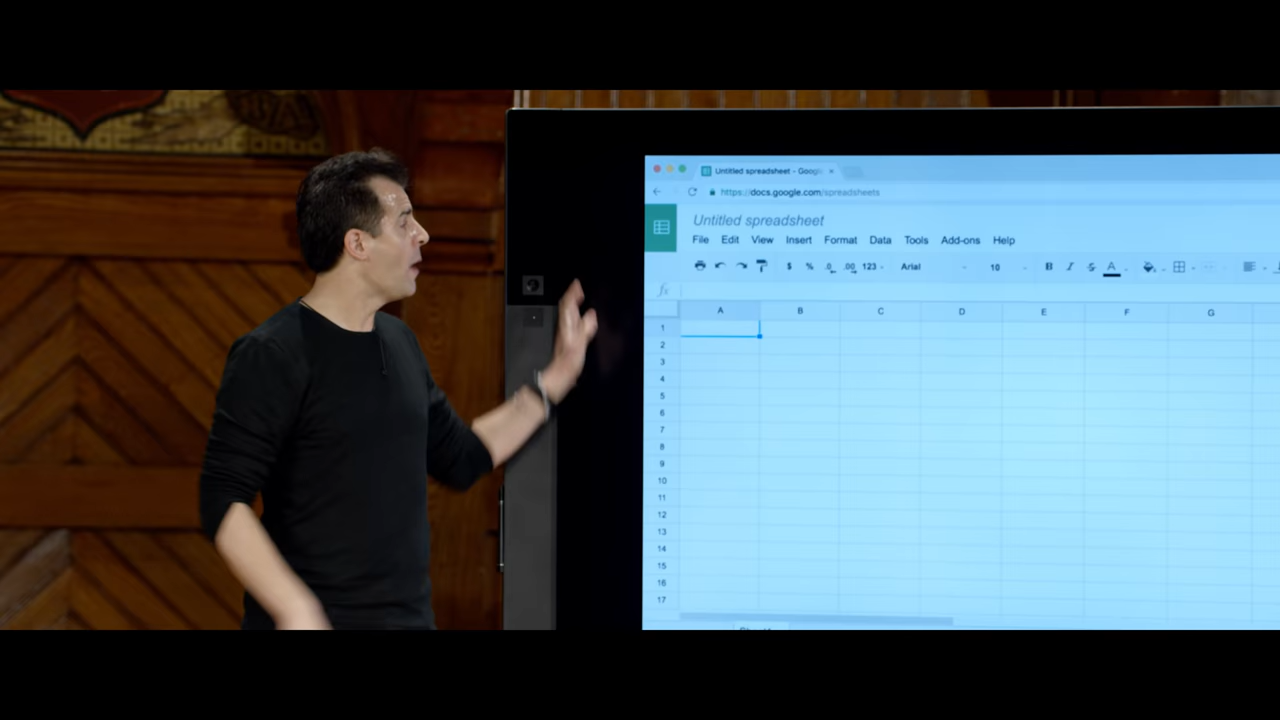 Untitled spreadsheet - Googl
https://docs.google.com/spreadsheets
Untitled spreadsheet
File Edit View Insert Format Data Tools Add-ons Help
$ % .0 .00 123 Arial 10 B I S A
fx
A B C D E F G
1
2
3
4
5
6
7
8
9
10
11
12
13
14
15
16
17